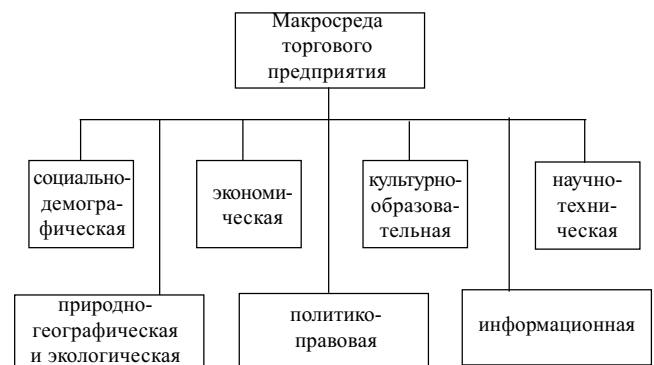 Макросреда
торгового
предприятия
социально-
демогра-
фическая
экономи-
ческая
культурно-
образова-
тельная
научно-
техни-
ческая
природно-
географическая
и экологическая
политико-
правовая
информационная